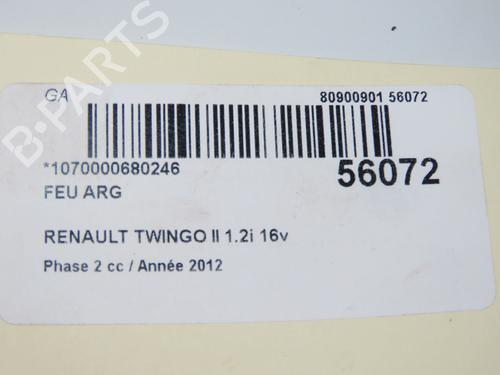 GA 80900901 56072
*1070000680246 56072
FEU ARG
RENAULT TWINGO II 1.2i 16v
Phase 2 cc / Année 2012
B-PARTS